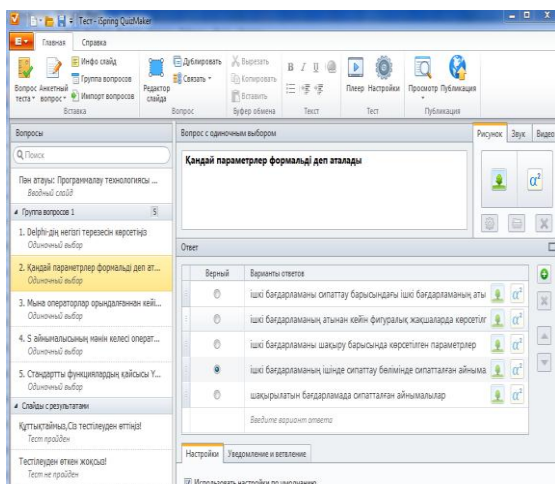 Тест - iSpring QuizMaker
Главная Справка
Вопрос теста Анкетный вопрос Инфо слайд Группа вопросов Импорт вопросов
Вставка
Редактор слайда Дублировать Связать
Вопрос
Вырезать Копировать Вставить
Буфер обмена
Текст
Плеер Настройки
Тест
Просмотр Публикация
Публикация
Вопросы
Поиск
Пән атауы: Программалау технологиясы ...
Вводный слайд
Группа вопросов 1 5
1. Delphi-дің негізгі терезесін көрсетіңіз
Одиночный выбор
2. Қандай параметрлер формальді деп ат...
Одиночный выбор
3. Мына операторлар орындалғаннан кейі...
Одиночный выбор
4. S айнымалысының мәнін келесі операт...
Одиночный выбор
5. Стандартты функциялардың қайсысы Y...
Одиночный выбор
Слайды с результатами
Құттықтаймыз,Сіз тестілеуден өттіңіз!
Тест пройден
Тестілеуден өткен жоқсыз!
Тест не пройден
Вопрос с одиночным выбором
Қандай параметрлер формальді деп аталады
Рисунок Звук Видео
Ответ
Верный Варианты ответов
ішкі бағдарламаны сипаттау барысындағы ішкі бағдарламаның аты
ішкі бағдарламаның атынан кейін фигуралық жақшаларда көрсетілг
ішкі бағдарламаны шақыру барысында көрсетілген параметрлер
ішкі бағдарламаның ішінде сипаттау бөлімінде сипатталған айныма
шақырылатын бағдарламада сипатталған айнымалылар
Введите вариант ответа
Настройки Уведомление и ветвление
Использовать настройки по умолчанию